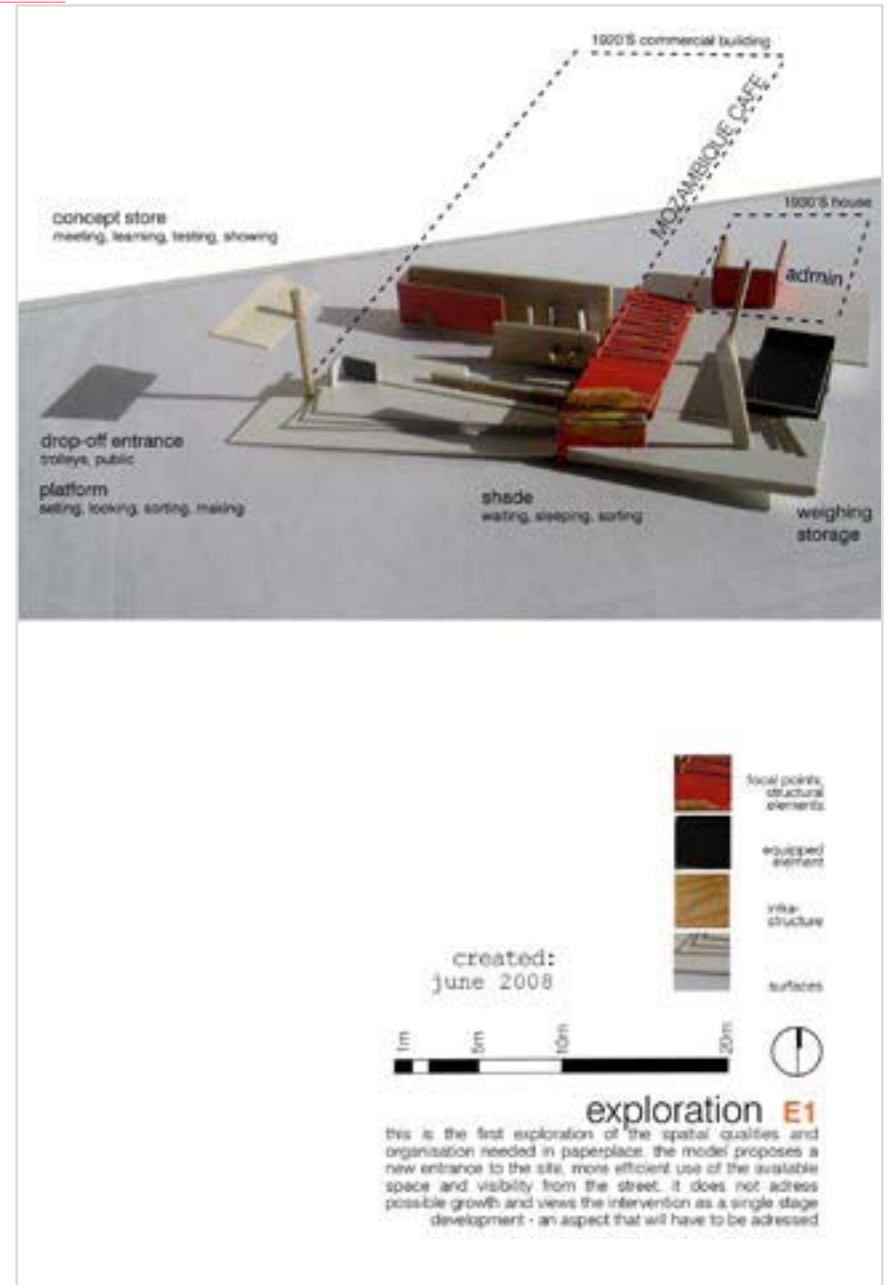 1920'S commercial building
MOZAMBIQUE CAFE
1930'S house
admin
concept store
meeting, learning, testing, showing
drop-off entrance
trolleys, public
platform
selling, looking, sorting, making
shade
waiting, sleeping, sorting
weighing
storage
focal points;
structural
elements
equipped
element
infra-
structure
surfaces
created:
june 2008
1m
5m
10m
20m
exploration E1
this is the first exploration of the spatial qualities and
organisation needed in paperplace. the model proposes a
new entrance to the site, more efficient use of the available
space and visibility from the street. it does not adress
possible growth and views the intervention as a single stage
development - an aspect that will have to be adressed